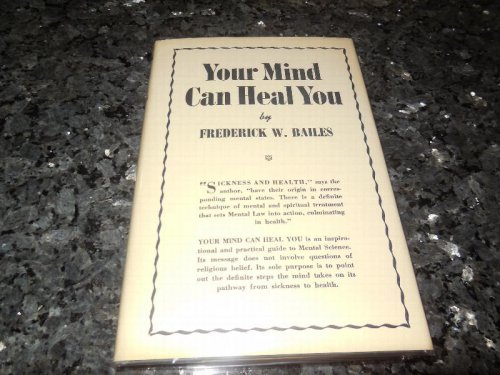 Your Mind
Can Heal You
by
FREDERICK W. BAILES
"SICKNESS AND HEALTH," says the
author, "have their origin in corres-
ponding mental states. There is a definite
technique of mental and spiritual treatment
that sets Mental Law into action, culminating
in health."
YOUR MIND CAN HEAL YOU is an inspira-
tional and practical guide to Mental Science.
Its message does not involve questions of
religious belief. Its sole purpose is to point
out the definite steps the mind takes on its
pathway from sickness to health.